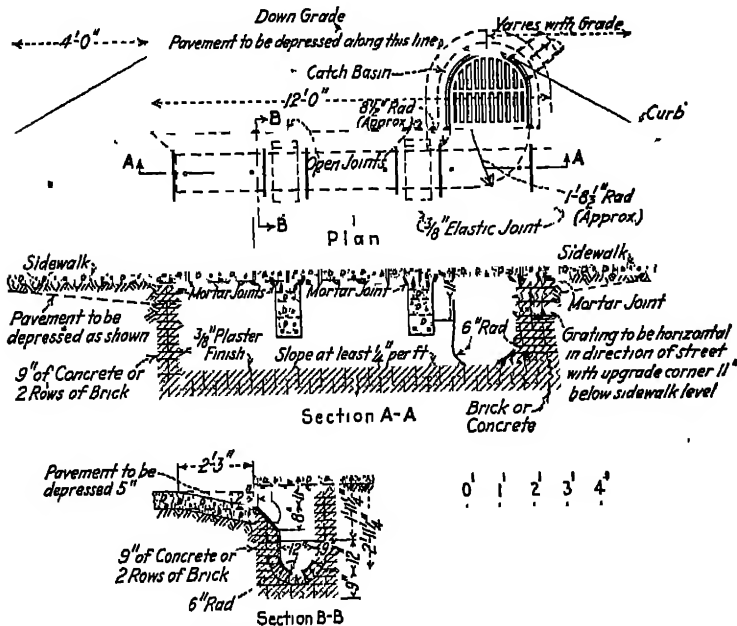 Down Grade
Varies with Grade
4'0"
Pavement to be depressed along this line
Catch Basin
12'0"
8½" Rad
(Approx.)
B
Curb
A
Open Joints
A
1'-8½" Rad
(Approx.)
B
Plan
3/8" Elastic Joint
Sidewalk
Sidewalk
Mortar Joints
Mortar Joint
Mortar Joint
Pavement to be
depressed as shown
3/8" Plaster
Finish
6" Rad
Slope at least ¼" per ft
Grating to be horizontal
in direction of street
with upgrade corner 11"
below sidewalk level
9" of Concrete or
2 Rows of Brick
Brick or
Concrete
Section A-A
2'-3"
Pavement to be
depressed 5"
8"
0' 1' 2' 3' 4'
12"
9"
9" of Concrete or
2 Rows of Brick
9"
12
6" Rad
Section B-B